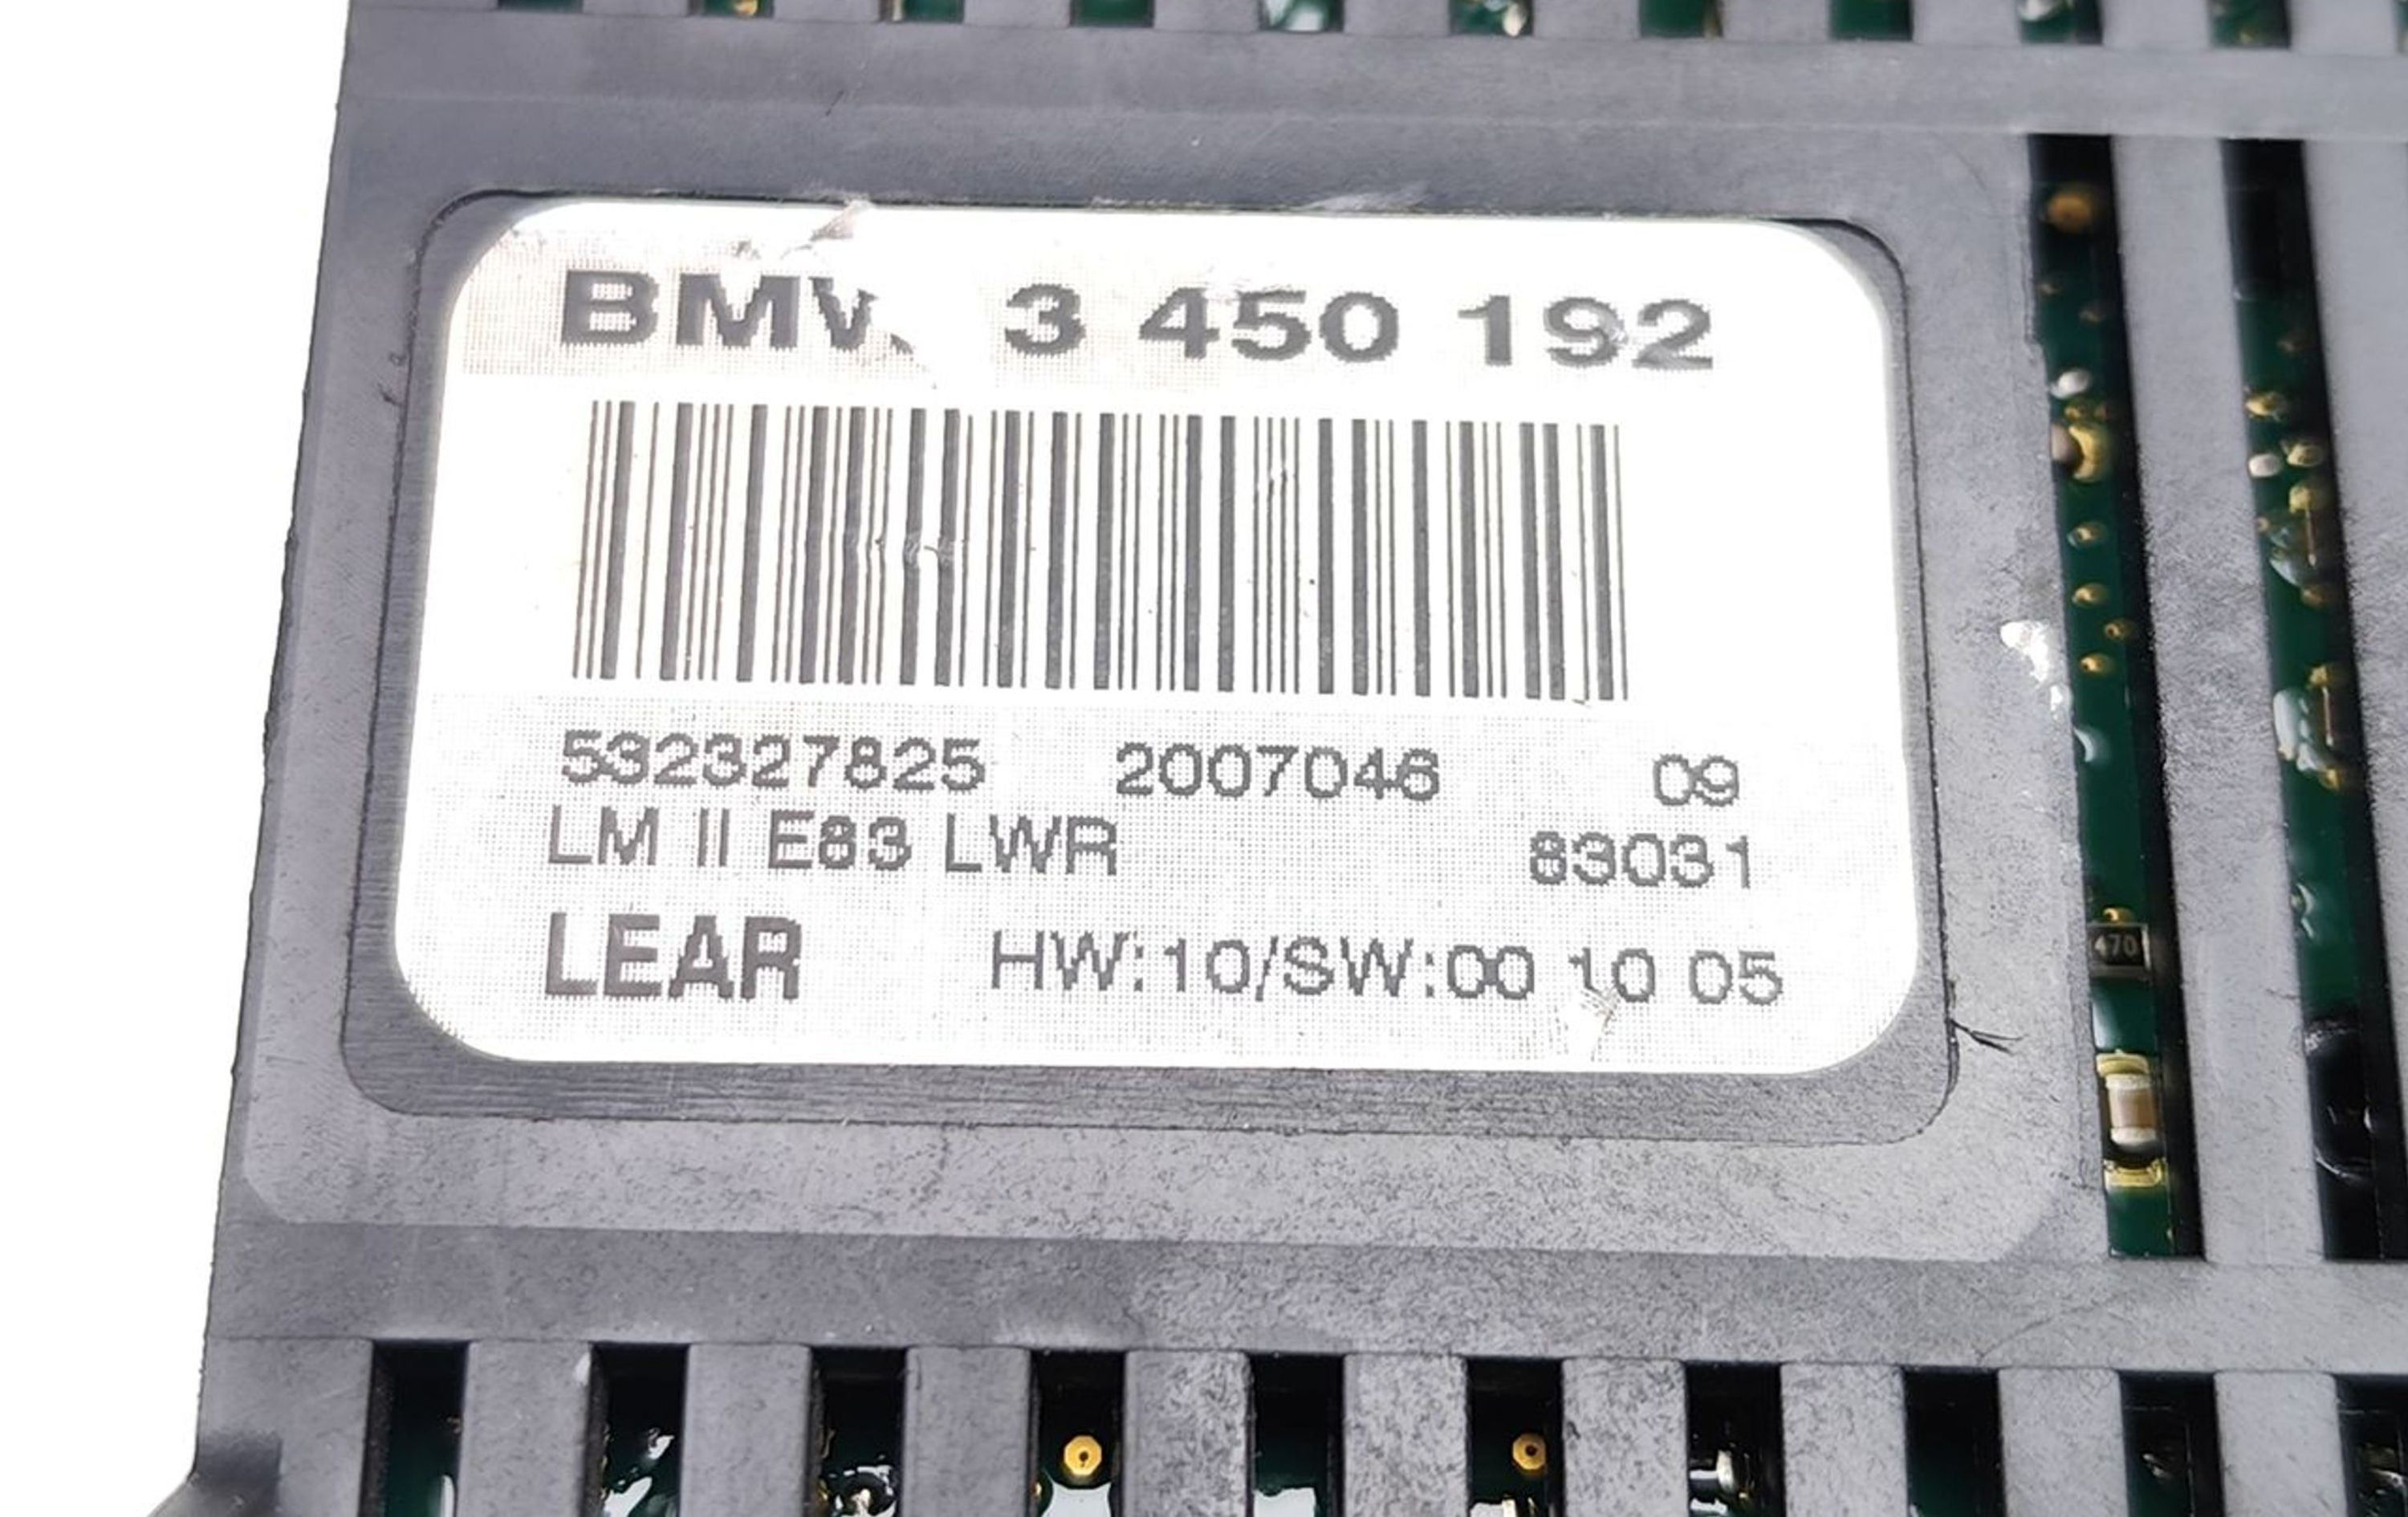 BMW 3 450 192
532327825 2007046 09
LM II E83 LWR 83031
LEAR HW:10/SW:00 10 05
470